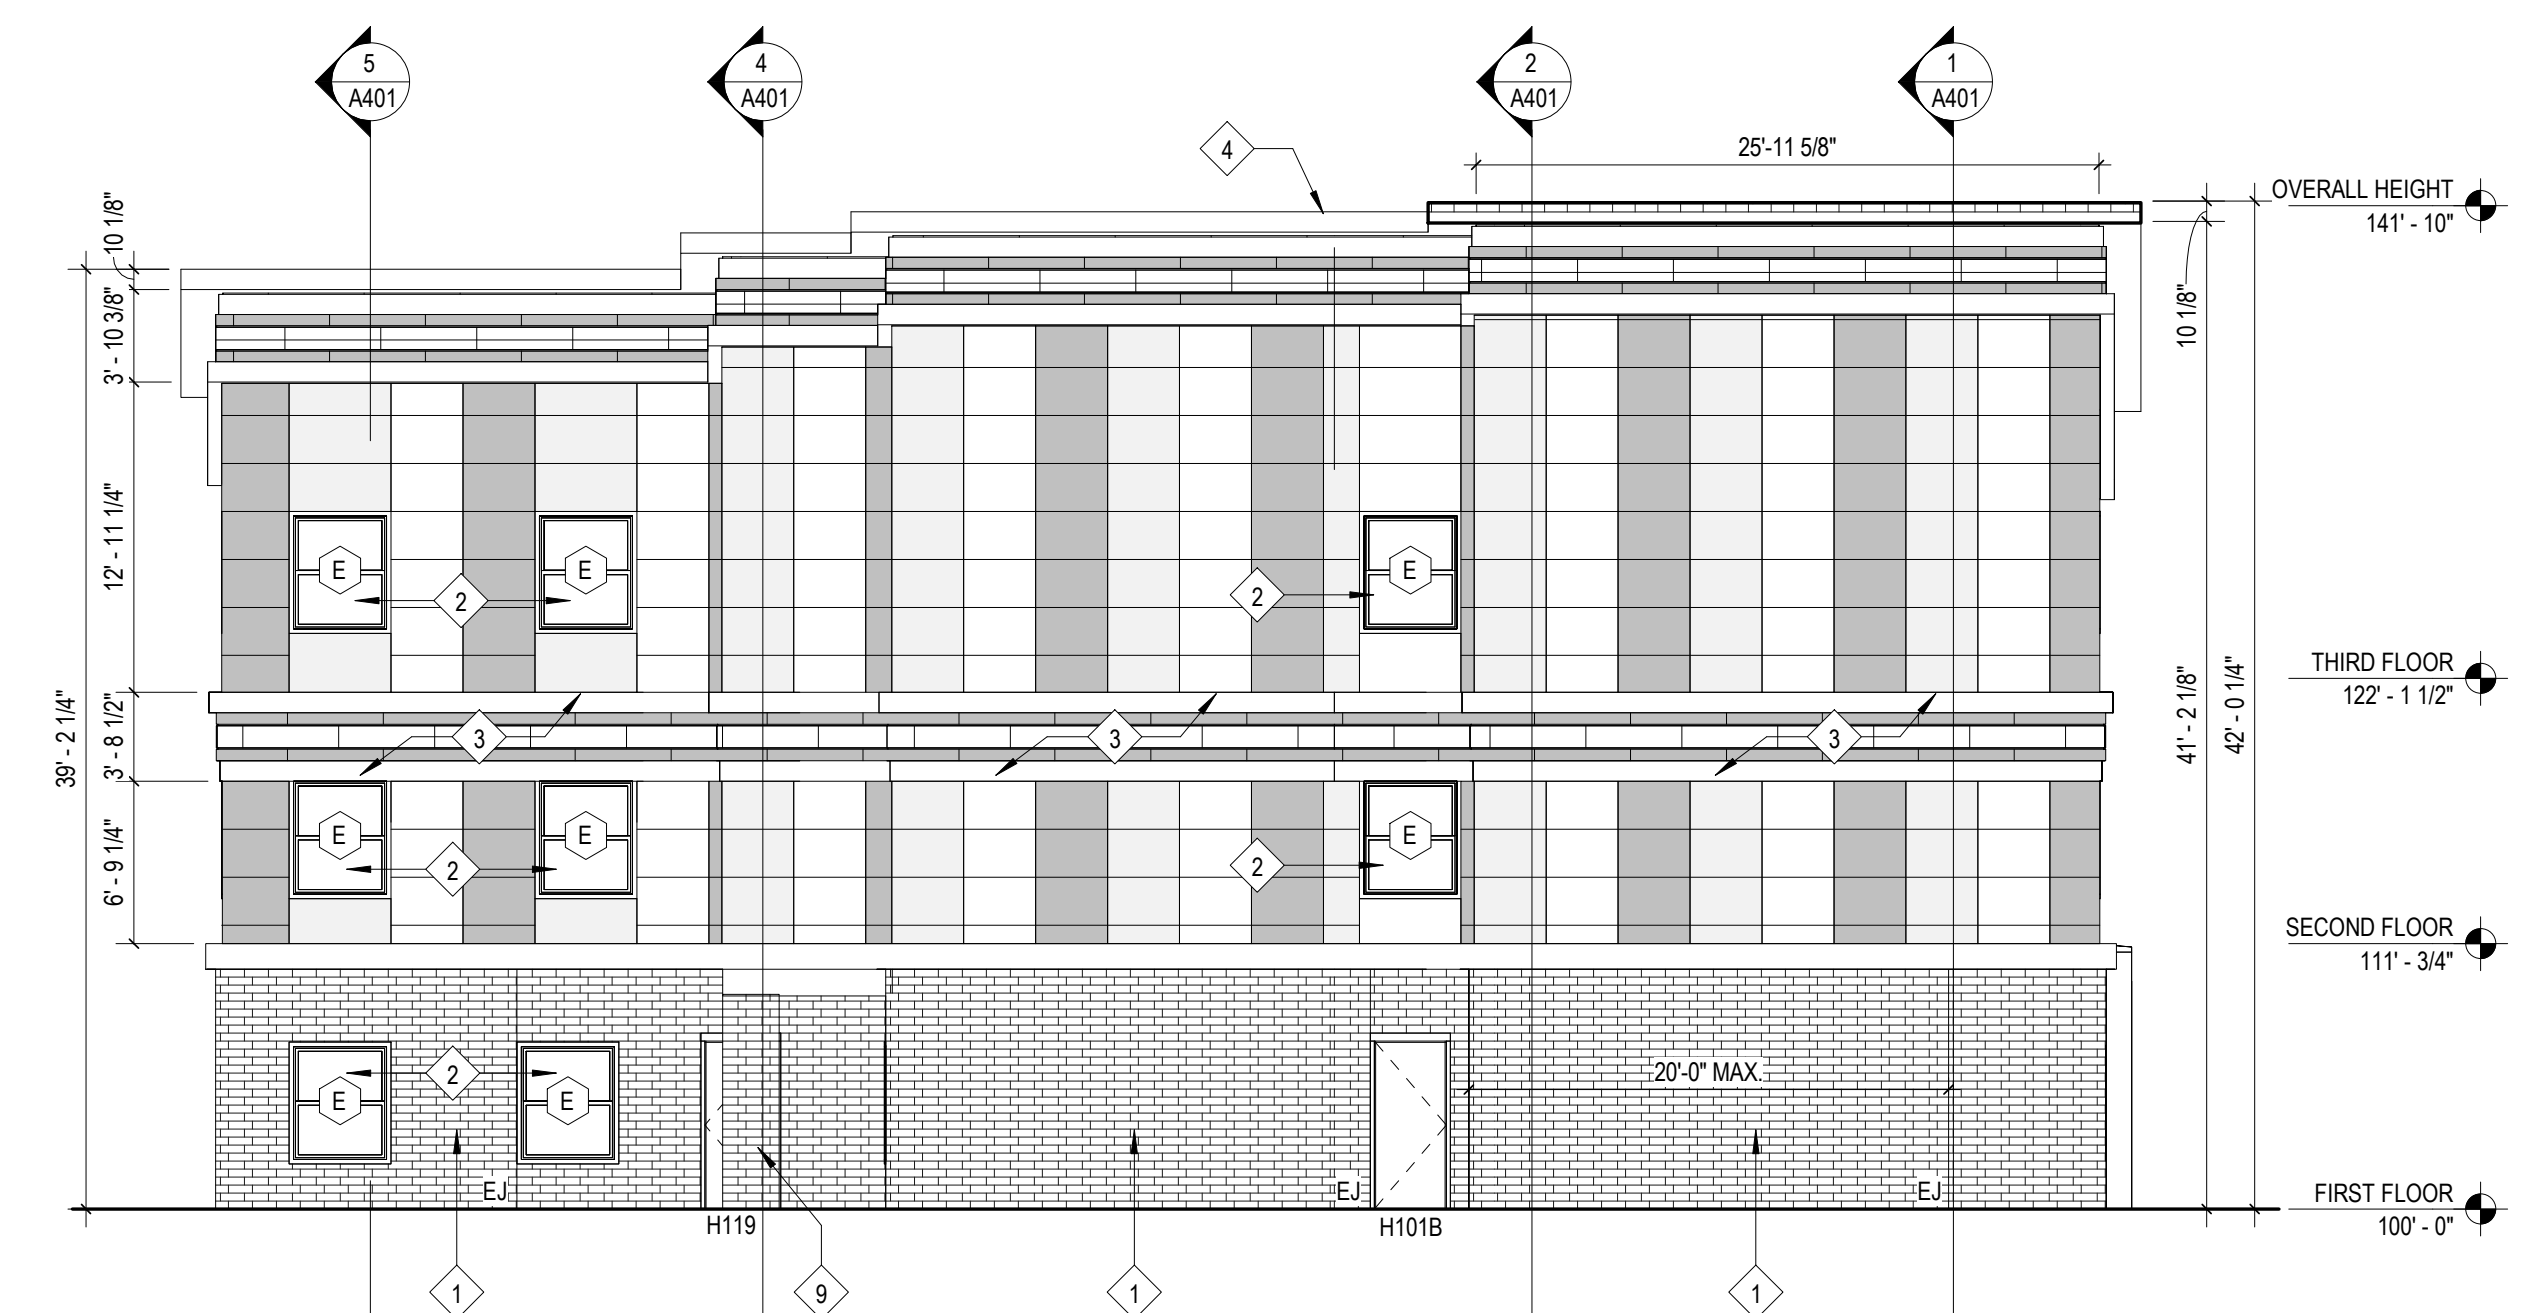 5
A401
4
A401
2
A401
1
A401
4
25'-11 5/8"
OVERALL HEIGHT
141' - 10"
10 1/8"
3' - 10 3/8"
10 1/8"
12' - 11 1/4"
E
E
E
2
2
THIRD FLOOR
122' - 1 1/2"
39' - 2 1/4"
3' - 8 1/2"
3
3
3
41' - 2 1/8"
42' - 0 1/4"
6' - 9 1/4"
E
E
E
2
2
SECOND FLOOR
111' - 3/4"
2
20'-0" MAX.
E
E
EJ
EJ
EJ
FIRST FLOOR
100' - 0"
H119
H101B
1
9
1
1